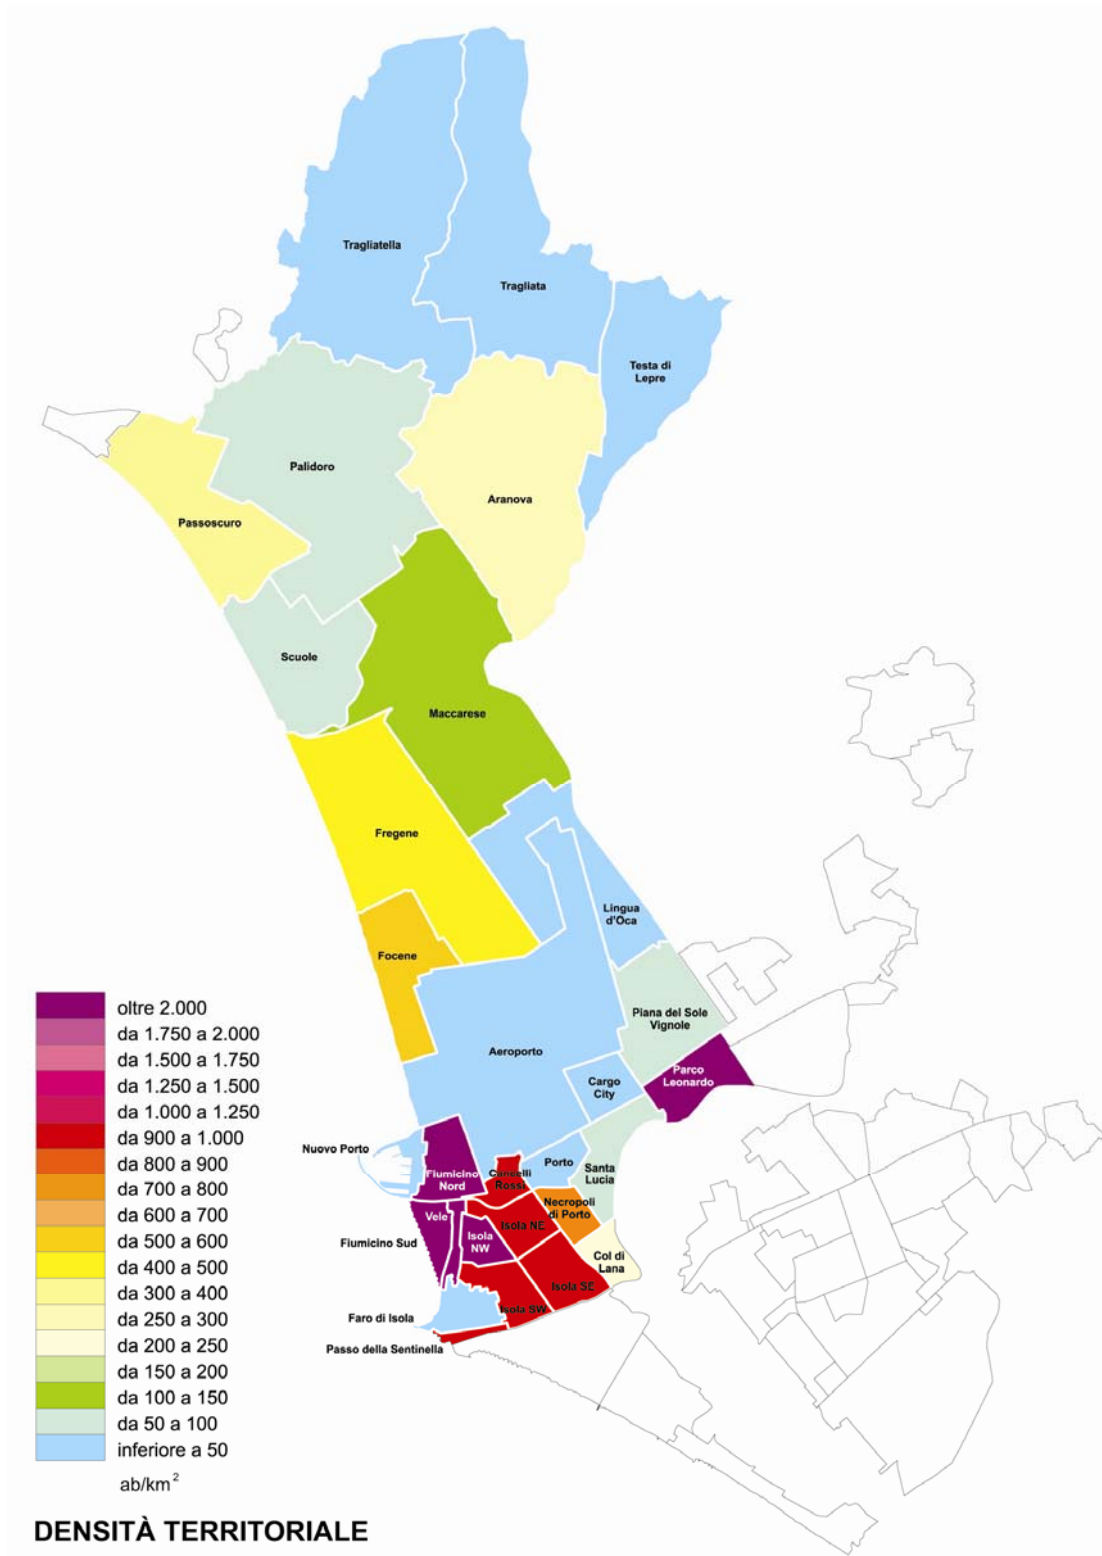 Tragliatella
Tragliata
Testa di
Lepre
Palidoro
Aranova
Passoscuro
Scuole
Maccarese
Fregene
Lingua
d'Oca
Focene
Piana del Sole
Vignole
Aeroporto
Parco
Leonardo
Cargo
City
Nuovo Porto
Fiumicino
Nord
Cancelli
Rossi
Porto
Santa
Lucia
Necropoli
di Porto
Vele
Isola NE
Fiumicino Sud
Isola
NW
Col di
Lana
Isola SE
Isola SW
Faro di Isola
Passo della Sentinella
oltre 2.000
da 1.750 a 2.000
da 1.500 a 1.750
da 1.250 a 1.500
da 1.000 a 1.250
da 900 a 1.000
da 800 a 900
da 700 a 800
da 600 a 700
da 500 a 600
da 400 a 500
da 300 a 400
da 250 a 300
da 200 a 250
da 150 a 200
da 100 a 150
da 50 a 100
inferiore a 50
ab/km²
DENSITÀ TERRITORIALE